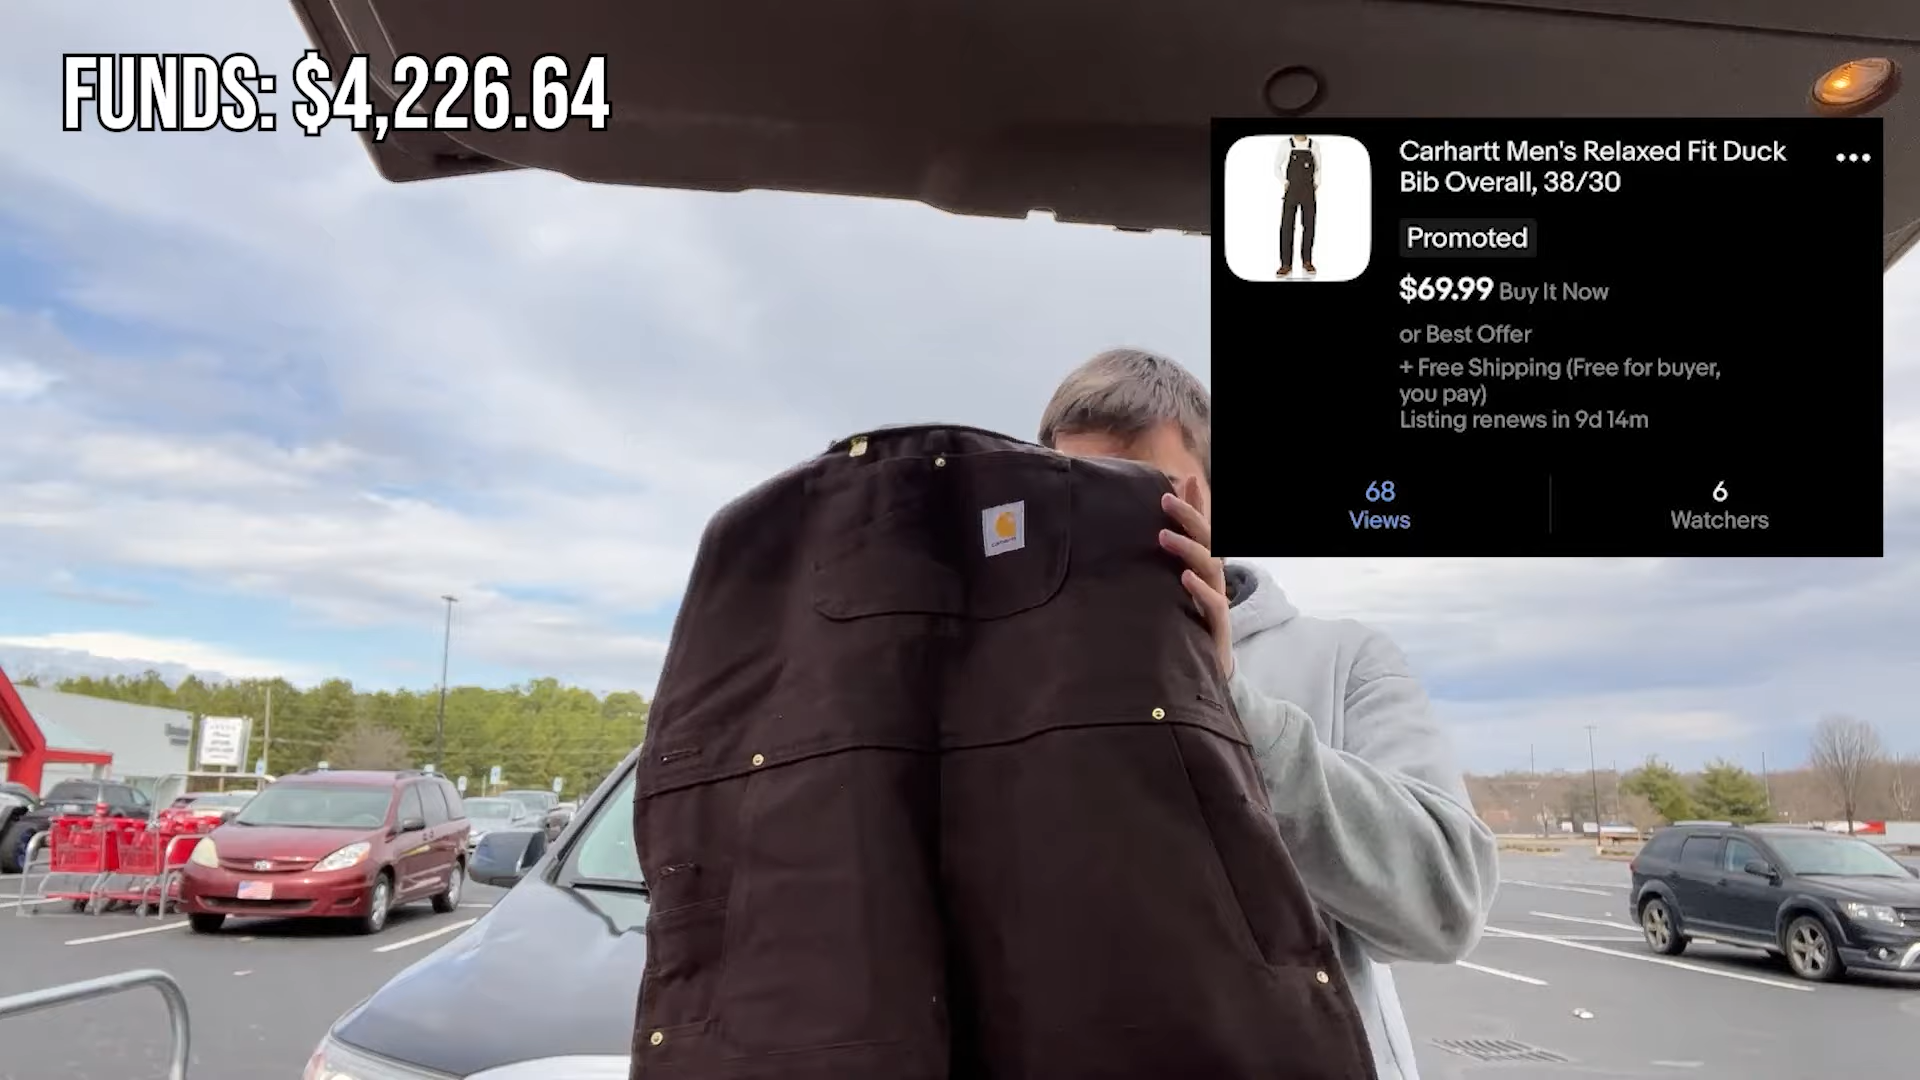 FUNDS: $4,226.64
Carhartt Men's Relaxed Fit Duck
Bib Overall, 38/30
Promoted
$69.99 Buy It Now
or Best Offer
+ Free Shipping (Free for buyer,
you pay)
Listing renews in 9d 14m
68
Views
6
Watchers
carhartt